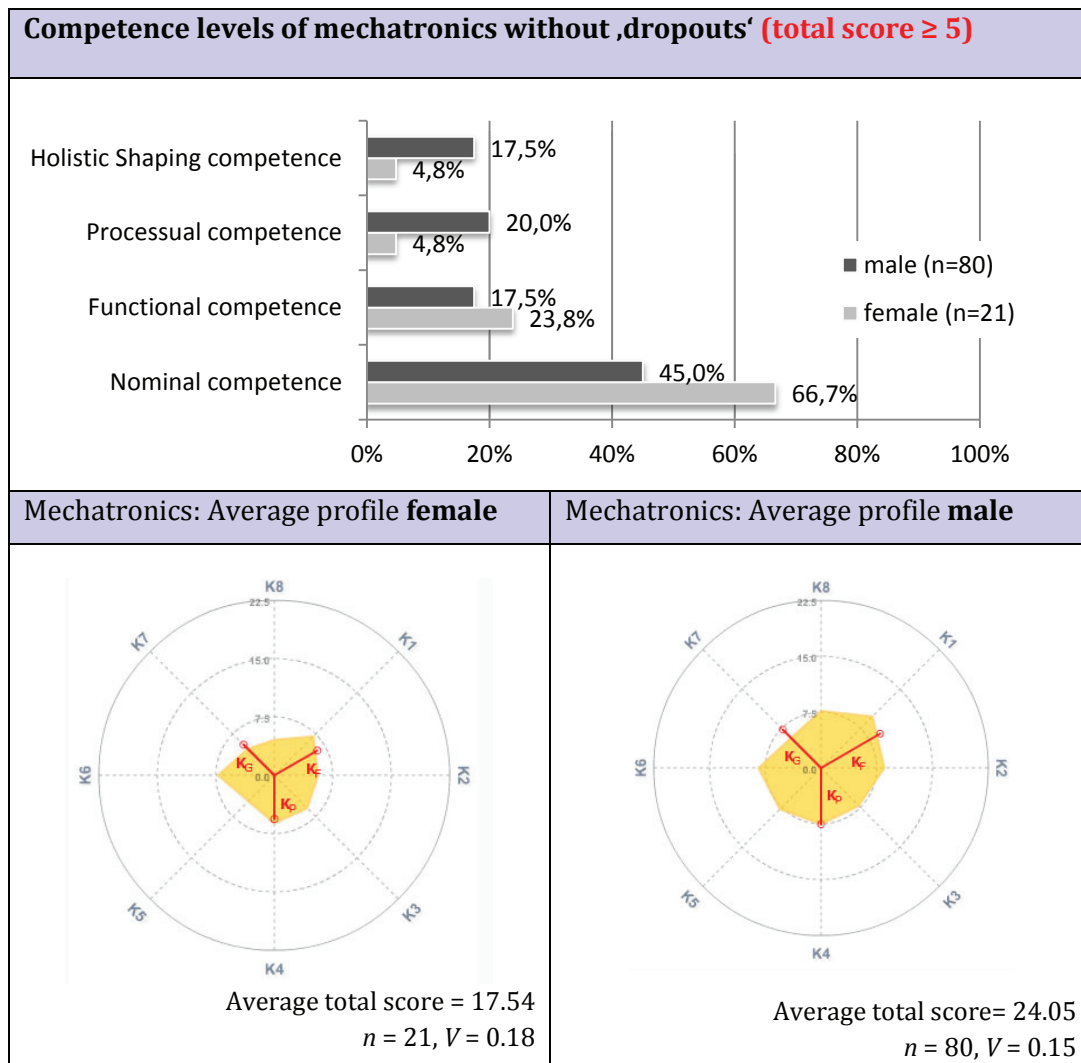 Competence levels of mechatronics without ‚dropouts‘ (total score ≥ 5)
Holistic Shaping competence
17,5%
4,8%
Processual competence
20,0%
4,8%
Functional competence
17,5%
23,8%
Nominal competence
45,0%
66,7%
male (n=80)
female (n=21)
0%
20%
40%
60%
80%
100%
Mechatronics: Average profile female
K8
22.5
K7
K1
15.0
7.5
K6
K2
0.0
KG
KF
KP
K5
K3
K4
Average total score = 17.54
n = 21, V = 0.18
Mechatronics: Average profile male
K8
22.5
K7
K1
15.0
7.5
K6
K2
0.0
KG
KF
KP
K5
K3
K4
Average total score= 24.05
n = 80, V = 0.15